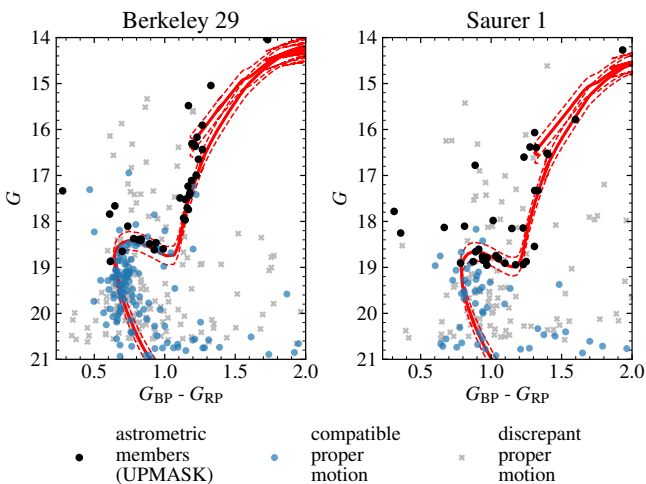 Berkeley 29
Saurer 1
14
15
16
17
18
19
20
21
G
0.5
1.0
1.5
2.0
G_BP - G_RP
14
15
16
17
18
19
20
21
G
0.5
1.0
1.5
2.0
G_BP - G_RP
astrometric
members
(UPMASK)
compatible
proper
motion
discrepant
proper
motion